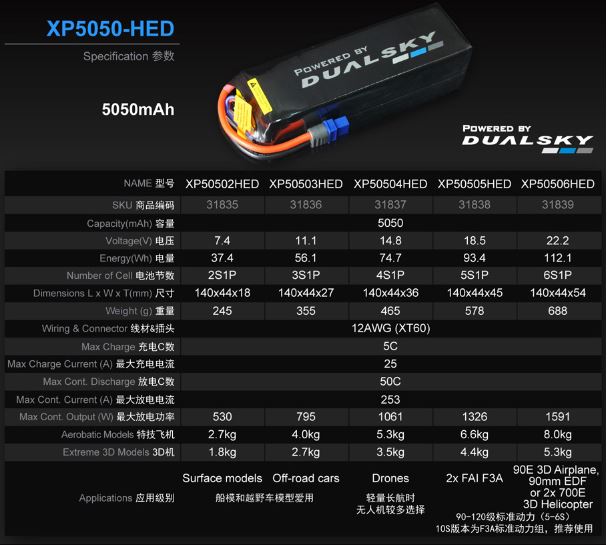 XP5050-HED
Specification 参数
5050mAh
POWERED BY
DUALSKY
POWERED BY
DUALSKY
NAME 型号 XP50502HED XP50503HED XP50504HED XP50505HED XP50506HED
SKU 商品编码 31835 31836 31837 31838 31839
Capacity(mAh) 容量 5050
Voltage(V) 电压 7.4 11.1 14.8 18.5 22.2
Energy(Wh) 电量 37.4 56.1 74.7 93.4 112.1
Number of Cell 电池节数 2S1P 3S1P 4S1P 5S1P 6S1P
Dimensions L x W x T(mm) 尺寸 140x44x18 140x44x27 140x44x36 140x44x45 140x44x54
Weight (g) 重量 245 355 465 578 688
Wiring & Connector 线材&插头 12AWG (XT60)
Max Charge 充电C数 5C
Max Charge Current (A) 最大充电电流 25
Max Cont. Discharge 放电C数 50C
Max Cont. Current (A) 最大放电电流 253
Max Cont. Output (W) 最大放电功率 530 795 1061 1326 1591
Aerobatic Models 特技飞机 2.7kg 4.0kg 5.3kg 6.6kg 8.0kg
Extreme 3D Models 3D机 1.8kg 2.7kg 3.5kg 4.4kg 5.3kg
Applications 应用级别
Surface models Off-road cars
船模和越野车模型爱用
Drones
轻量长航时
无人机较多选择
2x FAI F3A
90E 3D Airplane,
90mm EDF
or 2x 700E
3D Helicopter
90-120级标准动力（5-6S）
10S版本为F3A标准动力组，推荐使用